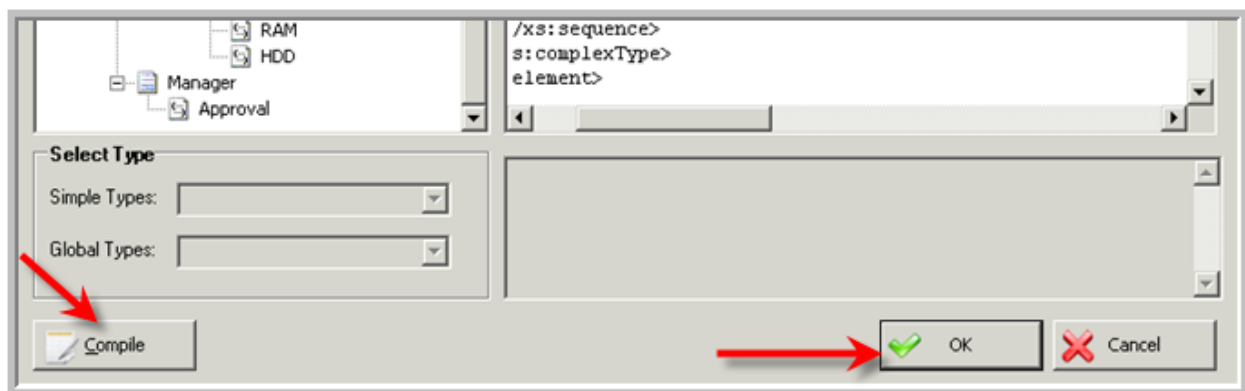 RAM
HDD
Manager
Approval
/xs:sequence>
s:complexType>
element>
Select Type
Simple Types:
Global Types:
Compile
OK
Cancel